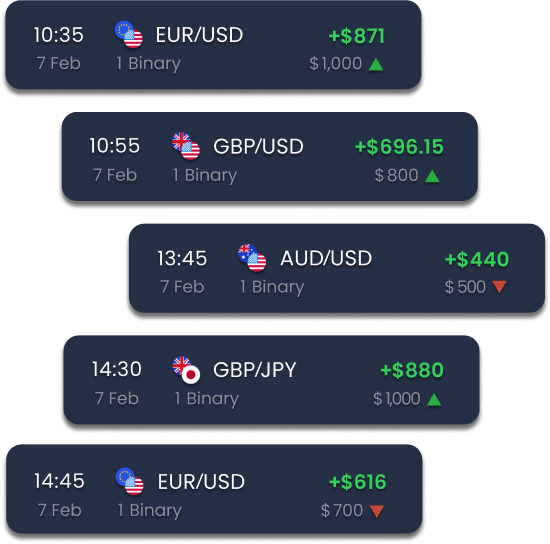 10:35 EUR/USD +$871
7 Feb 1 Binary $1,000
10:55 GBP/USD +$696.15
7 Feb 1 Binary $800
13:45 AUD/USD +$440
7 Feb 1 Binary $500
14:30 GBP/JPY +$880
7 Feb 1 Binary $1,000
14:45 EUR/USD +$616
7 Feb 1 Binary $700